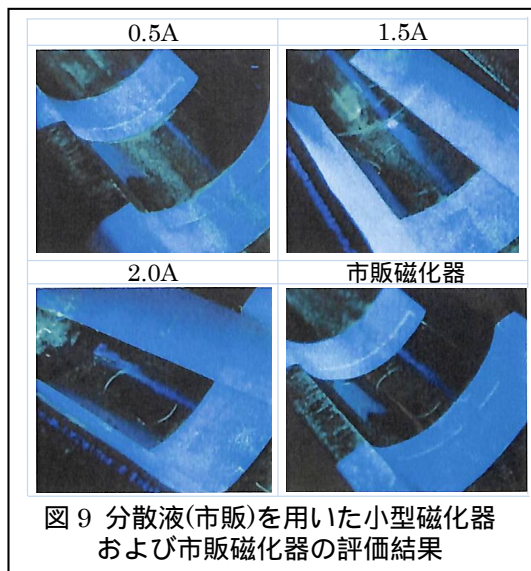 0.5A
1.5A
2.0A
市販磁化器
図 9 分散液(市販)を用いた小型磁化器
および市販磁化器の評価結果